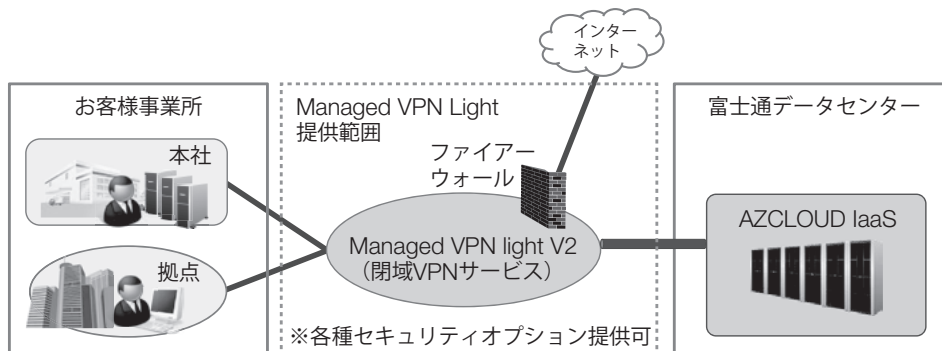 インター
ネット
お客様事業所
本社
拠点
Managed VPN Light
提供範囲
ファイアー
ウォール
Managed VPN light V2
（閉域VPNサービス）
※各種セキュリティオプション提供可
富士通データセンター
AZCLOUD IaaS